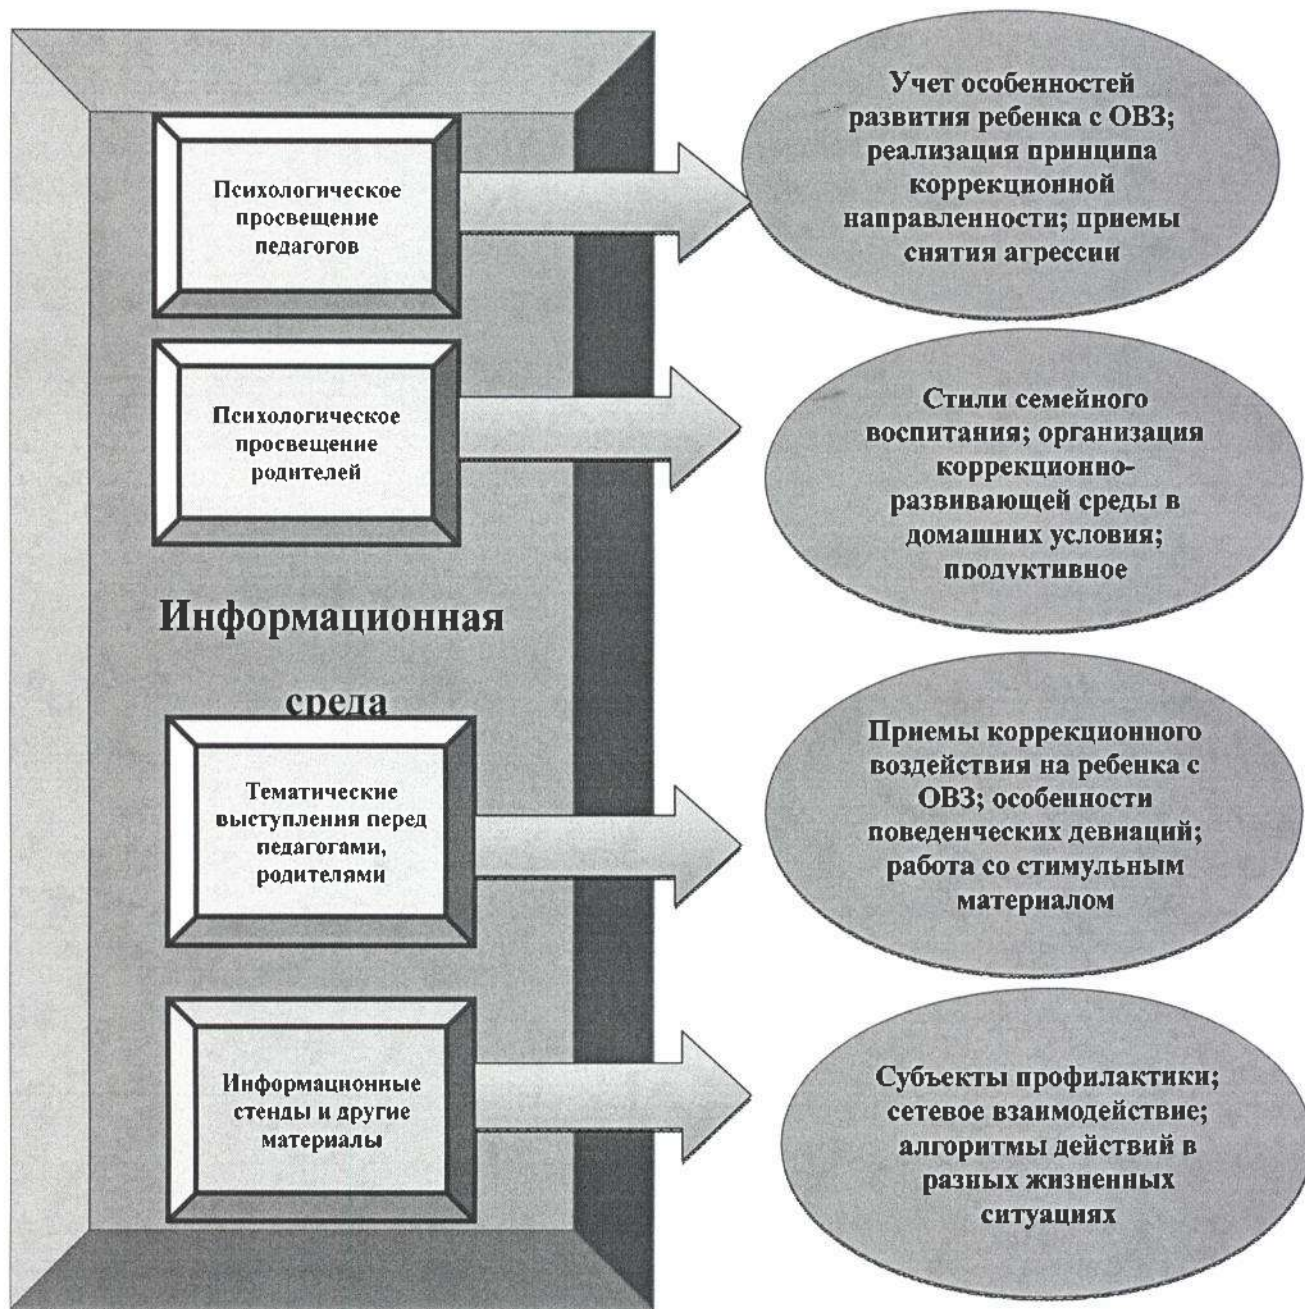 Психологическое
просвещение
педагогов
Учет особенностей
развития ребенка с ОВЗ;
реализация принципа
коррекционной
направленности; приемы
снятия агрессии
Психологическое
просвещение
родителей
Стили семейного
воспитания; организация
коррекционно-
развивающей среды в
домашних условия;
продуктивное
Информационная
среда
Тематические
выступления перед
педагогами,
родителями
Приемы коррекционного
воздействия на ребенка с
ОВЗ; особенности
поведенческих девиаций;
работа со стимульным
материалом
Информационные
стенды и другие
материалы
Субъекты профилактики;
сетевое взаимодействие;
алгоритмы действий в
разных жизненных
ситуациях